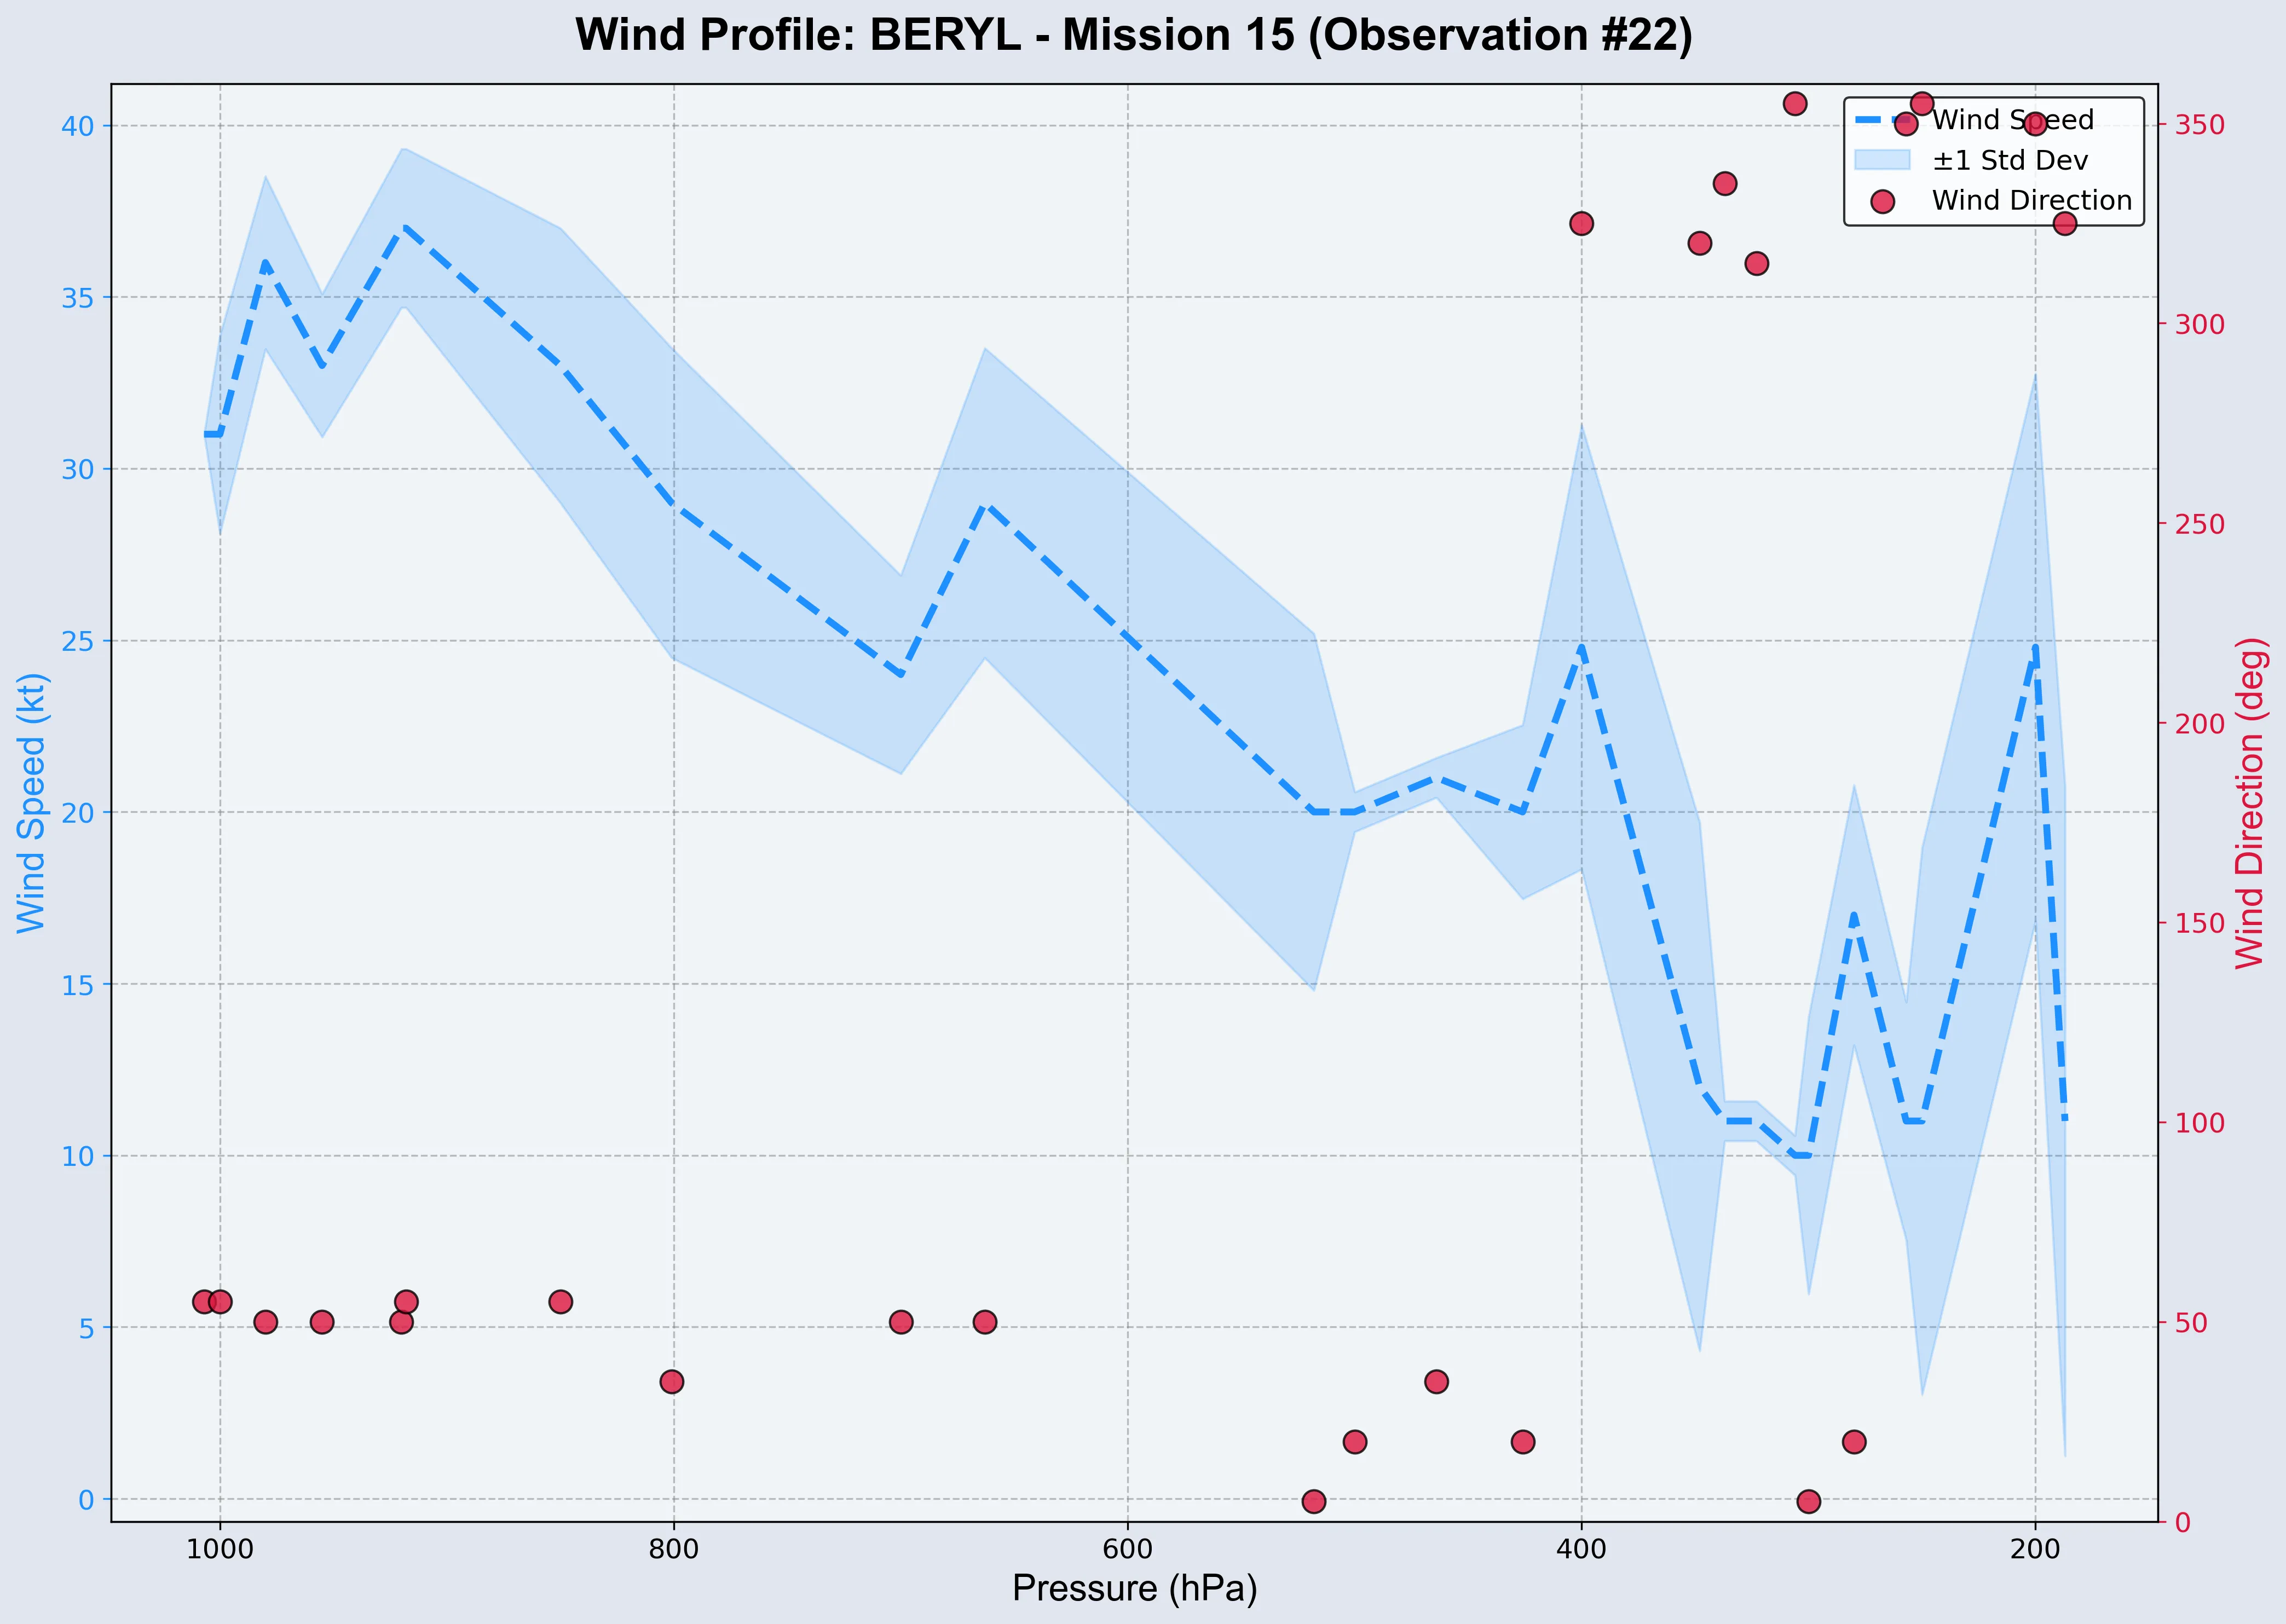 Wind Profile: BERYL - Mission 15 (Observation #22)
Wind Speed (kt)
40
35
30
25
20
15
10
5
0
Wind Speed
±1 Std Dev
Wind Direction
350
300
250
200
150
100
50
0
Wind Direction (deg)
1000 800 600 400 200
Pressure (hPa)